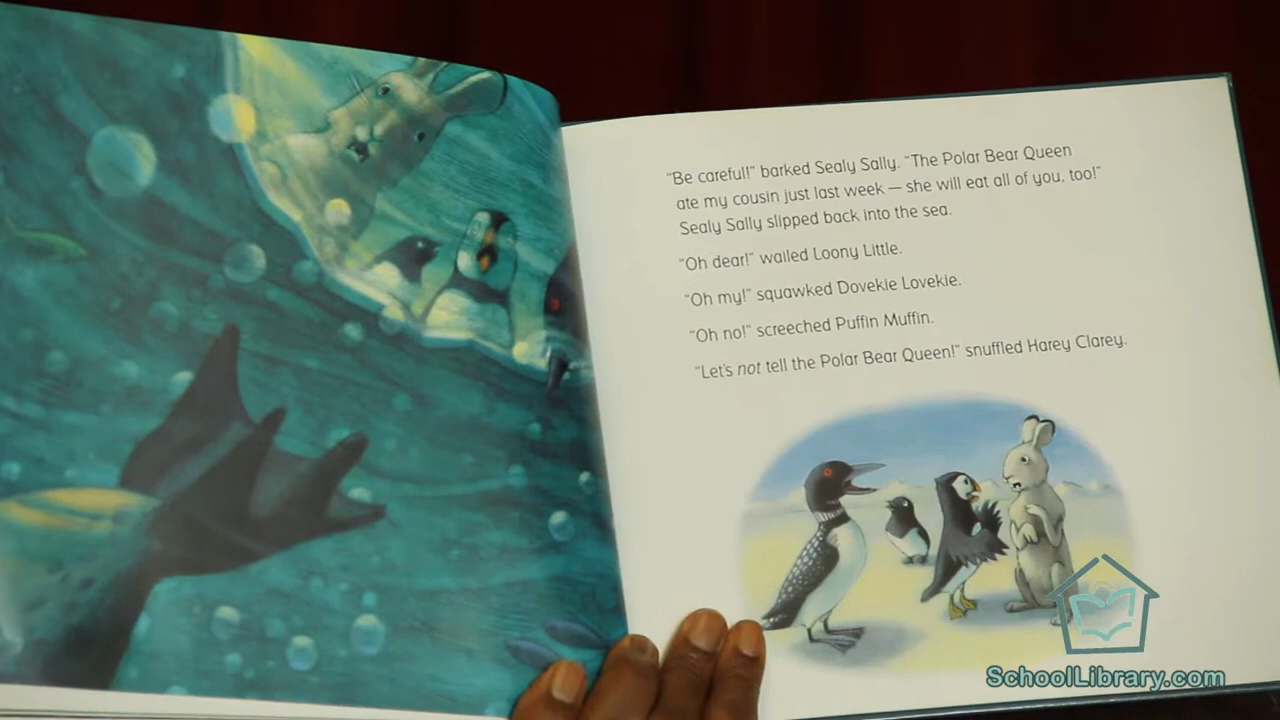 “Be careful!” barked Sealy Sally. “The Polar Bear Queen
ate my cousin just last week — she will eat all of you, too!”
Sealy Sally slipped back into the sea.
“Oh dear!” wailed Loony Little.
“Oh my!” squawked Dovekie Lovekie.
“Oh no!” screeched Puffin Muffin.
“Let’s not tell the Polar Bear Queen!” snuffled Harey Clarey.
SchoolLibrary.com